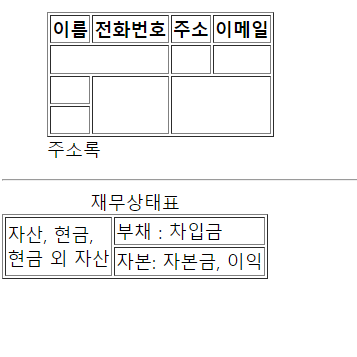 이름 전화번호 주소 이메일
주소록
재무상태표
자산, 현금,
현금 외 자산
부채 : 차입금
자본: 자본금, 이익